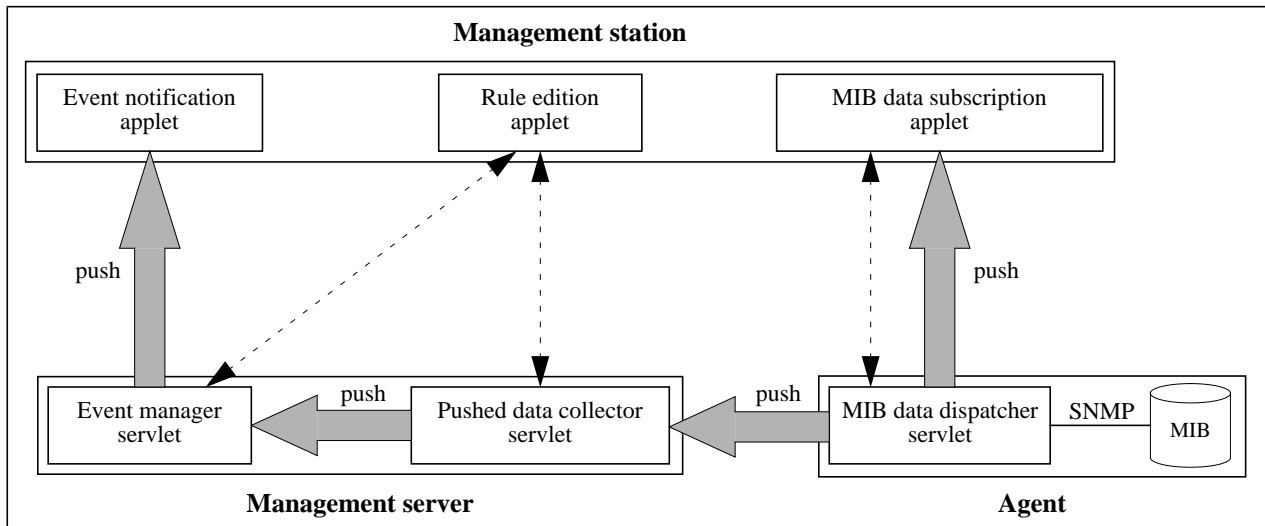 Management station
Event notification
applet
Rule edition
applet
MIB data subscription
applet
push
push
Event manager
servlet
push
Pushed data collector
servlet
push
MIB data dispatcher
servlet
SNMP
MIB
Management server
Agent